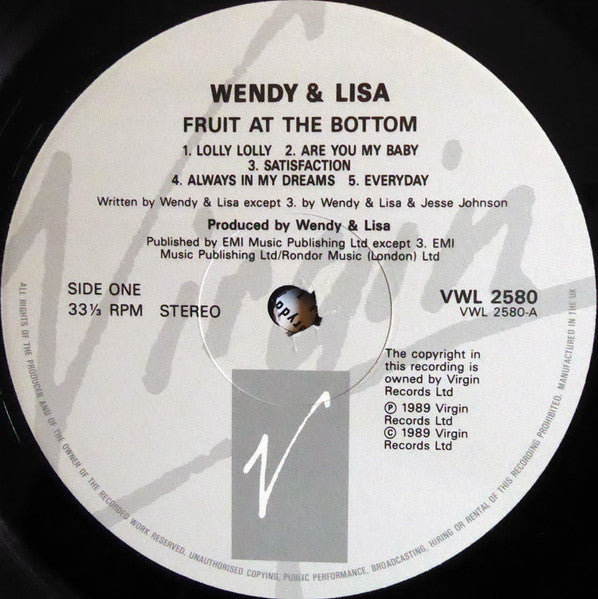 WENDY & LISA
FRUIT AT THE BOTTOM
1. LOLLY LOLLY 2. ARE YOU MY BABY
3. SATISFACTION
4. ALWAYS IN MY DREAMS 5. EVERYDAY
Written by Wendy & Lisa except 3. by Wendy & Lisa & Jesse Johnson
Produced by Wendy & Lisa
Published by EMI Music Publishing Ltd except 3. EMI
Music Publishing Ltd/Rondor Music (London) Ltd
SIDE ONE
33⅓ RPM STEREO
VWL 2580
VWL 2580-A
The copyright in
this recording is
owned by Virgin
Records Ltd
℗ 1989 Virgin
Records Ltd
© 1989 Virgin
Records Ltd
Virgin
V
ALL RIGHTS OF THE PRODUCER AND OF THE OWNER OF THE RECORDED WORK RESERVED. UNAUTHORISED COPYING, PUBLIC PERFORMANCE, BROADCASTING, HIRING OR RENTAL OF THIS RECORDING PROHIBITED. MANUFACTURED IN THE UK